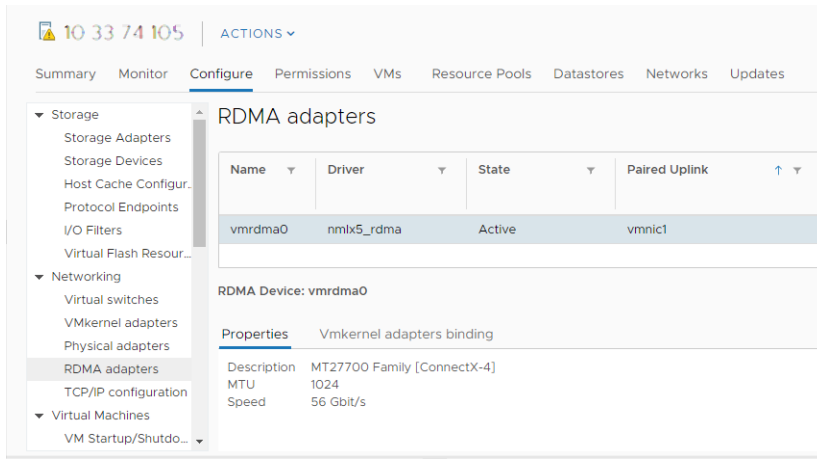 10 33 74 105 ACTIONS
Summary Monitor Configure Permissions VMs Resource Pools Datastores Networks Updates
Storage
Storage Adapters
Storage Devices
Host Cache Configur.
Protocol Endpoints
I/O Filters
Virtual Flash Resour...
Networking
Virtual switches
VMkernel adapters
Physical adapters
RDMA adapters
TCP/IP configuration
Virtual Machines
VM Startup/Shutdo...
RDMA adapters
Name Driver State Paired Uplink
vmrdma0 nmlx5_rdma Active vmnic1
RDMA Device: vmrdma0
Properties Vmkernel adapters binding
Description MT27700 Family [ConnectX-4]
MTU 1024
Speed 56 Gbit/s